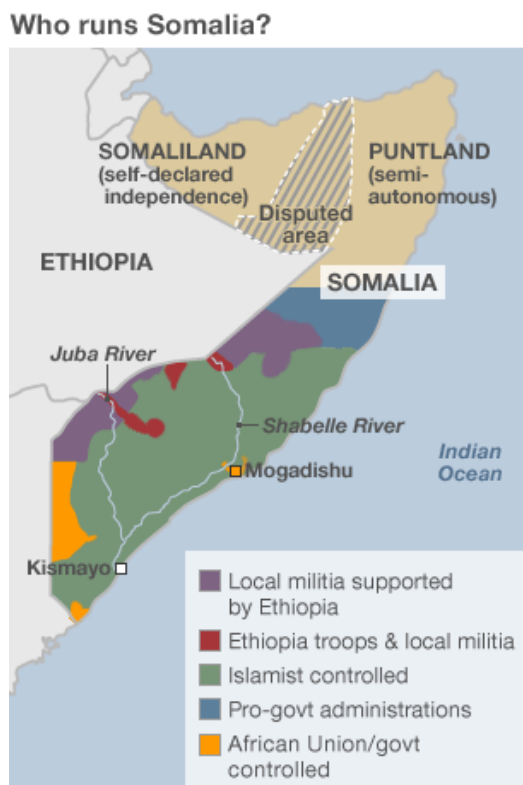 Who runs Somalia?
SOMALILAND
(self-declared
independence)
PUNTLAND
(semi-
autonomous)
Disputed
area
ETHIOPIA
SOMALIA
Juba River
Shabelle River
Indian
Ocean
Mogadishu
Kismayo
Local militia supported
by Ethiopia
Ethiopia troops & local militia
Islamist controlled
Pro-govt administrations
African Union/govt
controlled